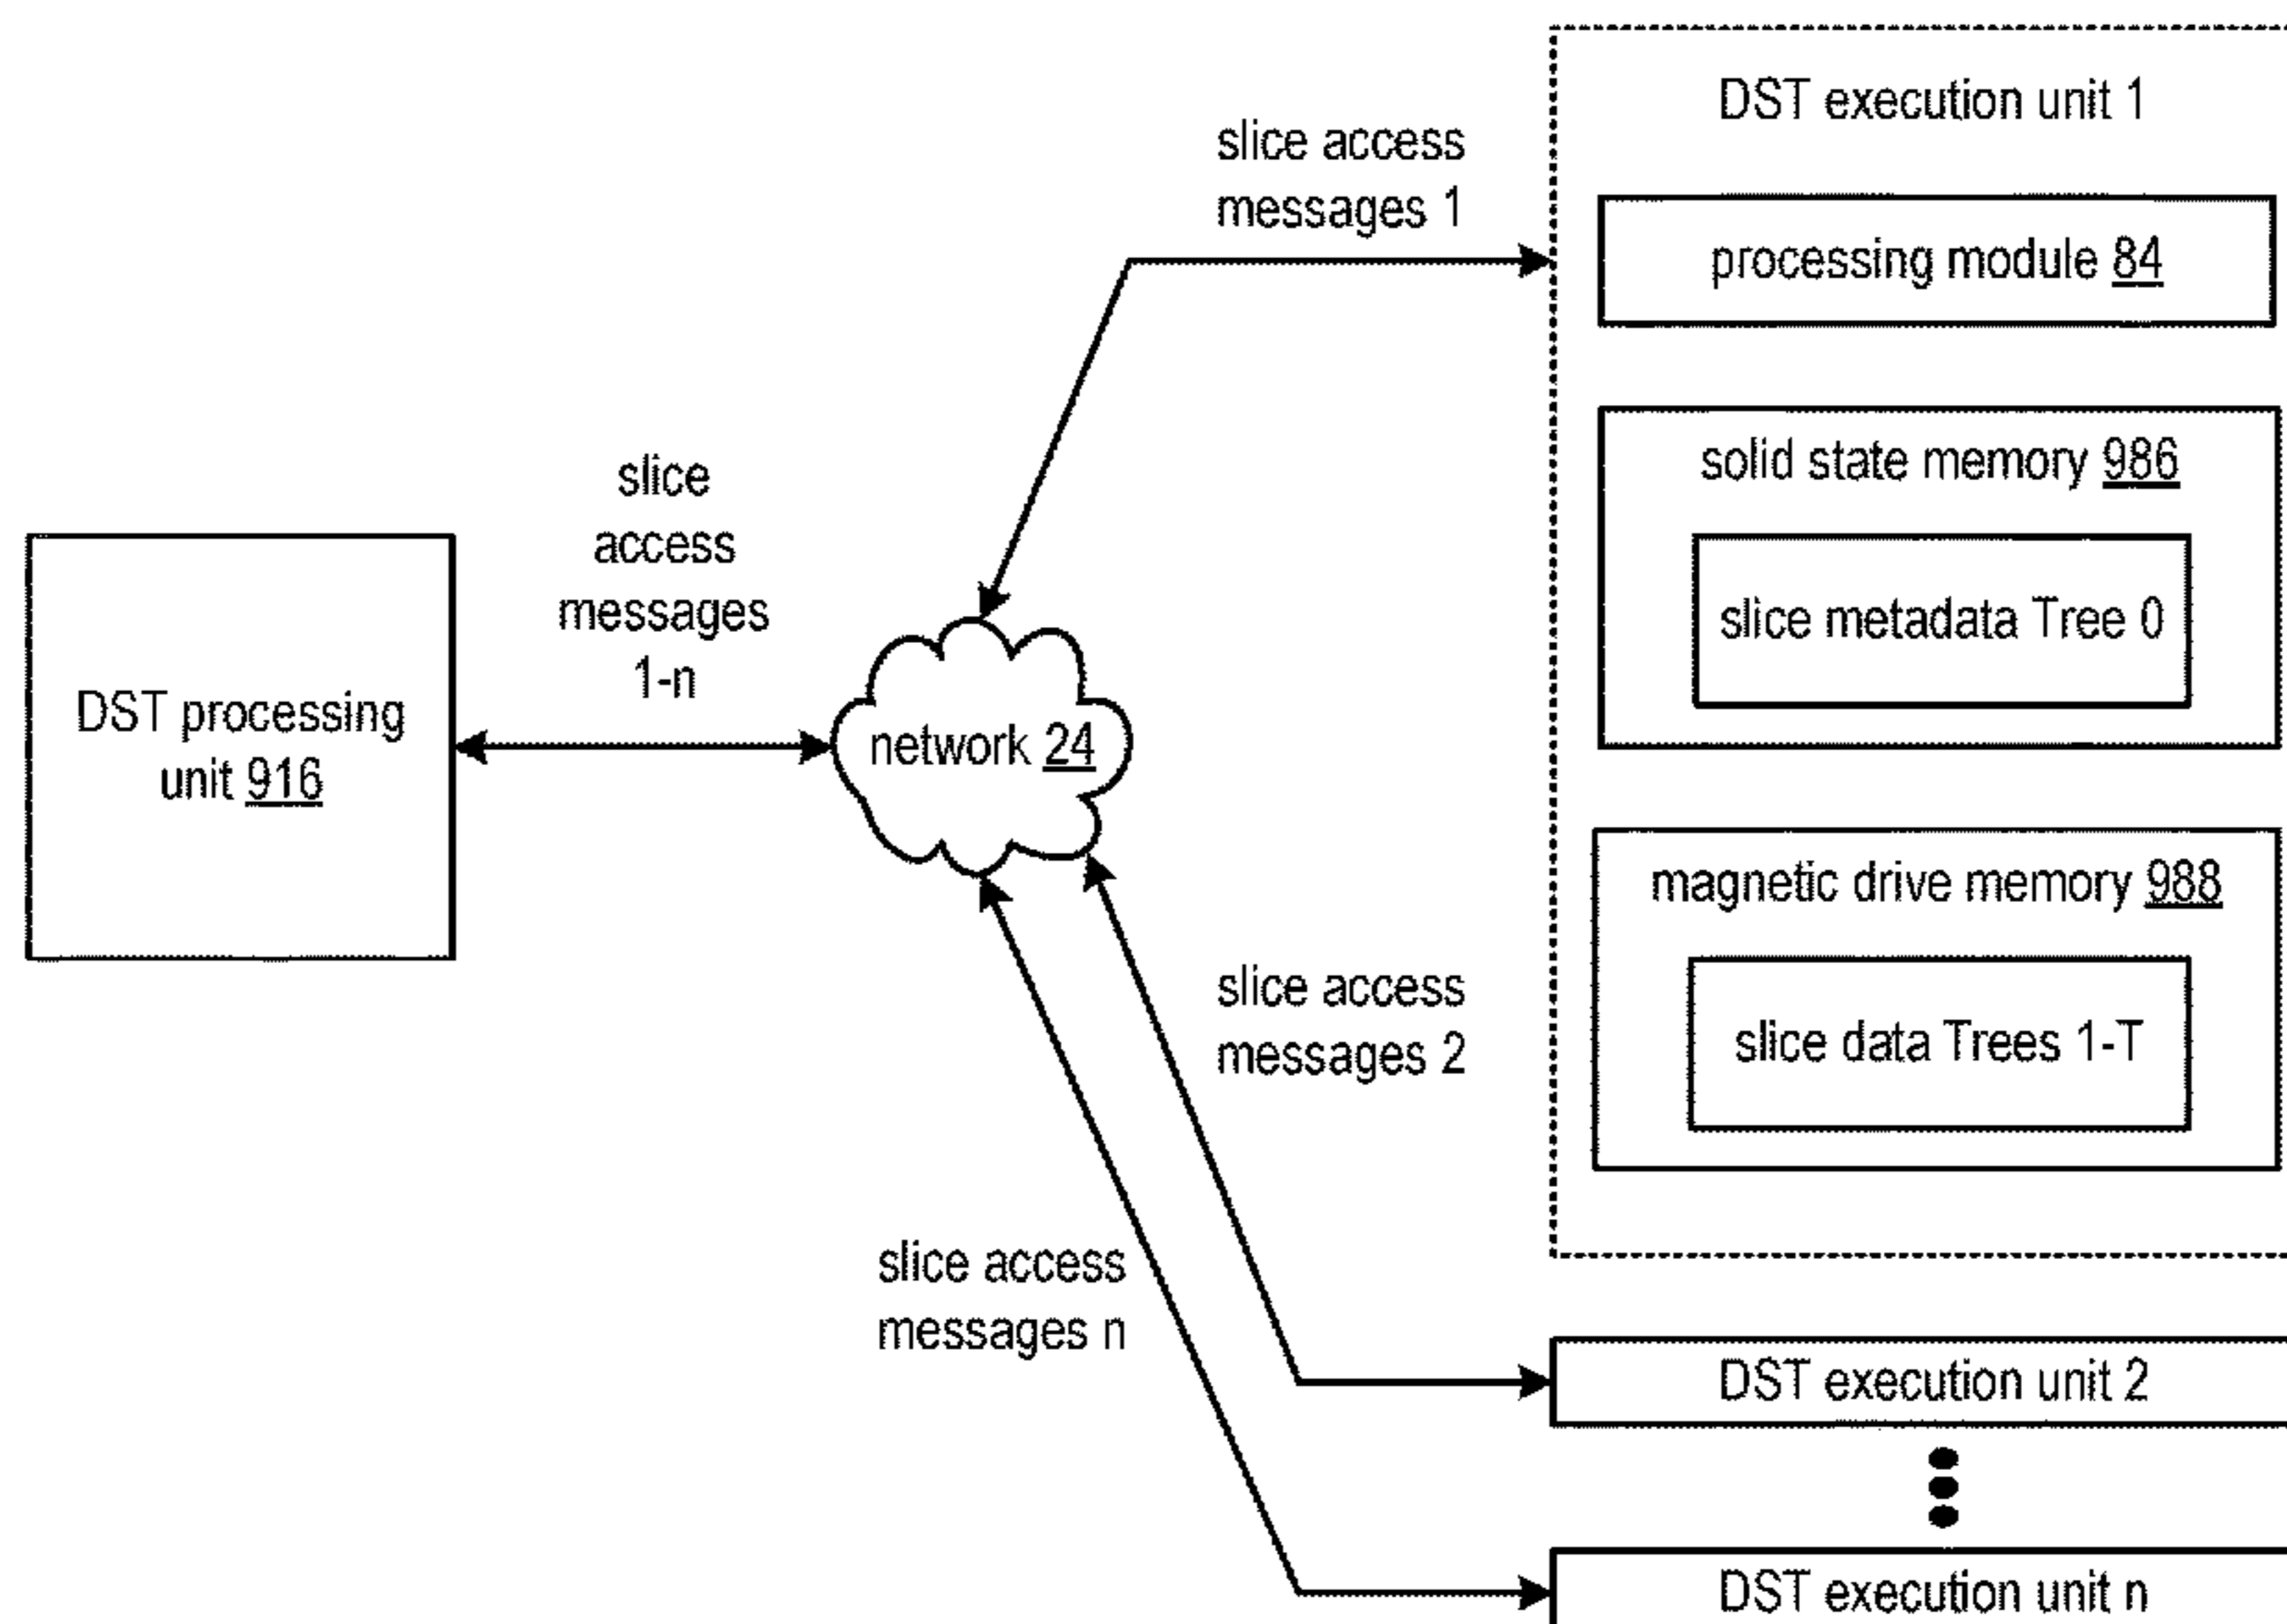 DST execution unit 1
slice access
messages 1
processing module 84
solid state memory 986
slice
access
messages
1-n
slice metadata Tree 0
DST processing
unit 916
network 24
magnetic drive memory 988
slice access
messages 2
slice data Trees 1-T
slice access
messages n
DST execution unit 2
DST execution unit n